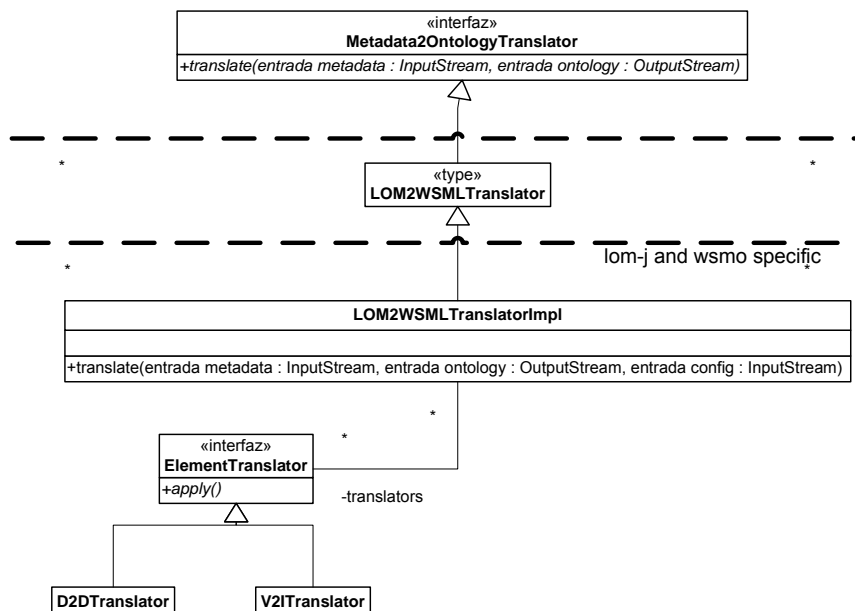 «interfaz»
Metadata2OntologyTranslator
+translate(entrada metadata : InputStream, entrada ontology : OutputStream)
* *
«type»
LOM2WSMLTranslator
lom-j and wsmo specific
* *
LOM2WSMLTranslatorImpl
+translate(entrada metadata : InputStream, entrada ontology : OutputStream, entrada config : InputStream)
*
*
«interfaz»
ElementTranslator
+apply()
-translators
D2DTranslator V2ITranslator